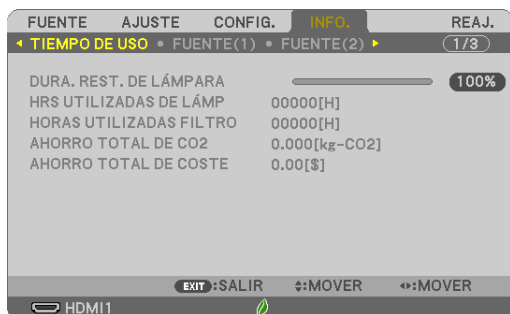 FUENTE AJUSTE CONFIG. INFO. REAJ.
TIEMPO DE USO • FUENTE(1) • FUENTE(2) 1/3
DURA. REST. DE LÁMPARA 100%
HRS UTILIZADAS DE LÁMP 00000[H]
HORAS UTILIZADAS FILTRO 00000[H]
AHORRO TOTAL DE CO2 0.000[kg-CO2]
AHORRO TOTAL DE COSTE 0.00[$]
EXIT:SALIR :MOVER :MOVER
HDMI1